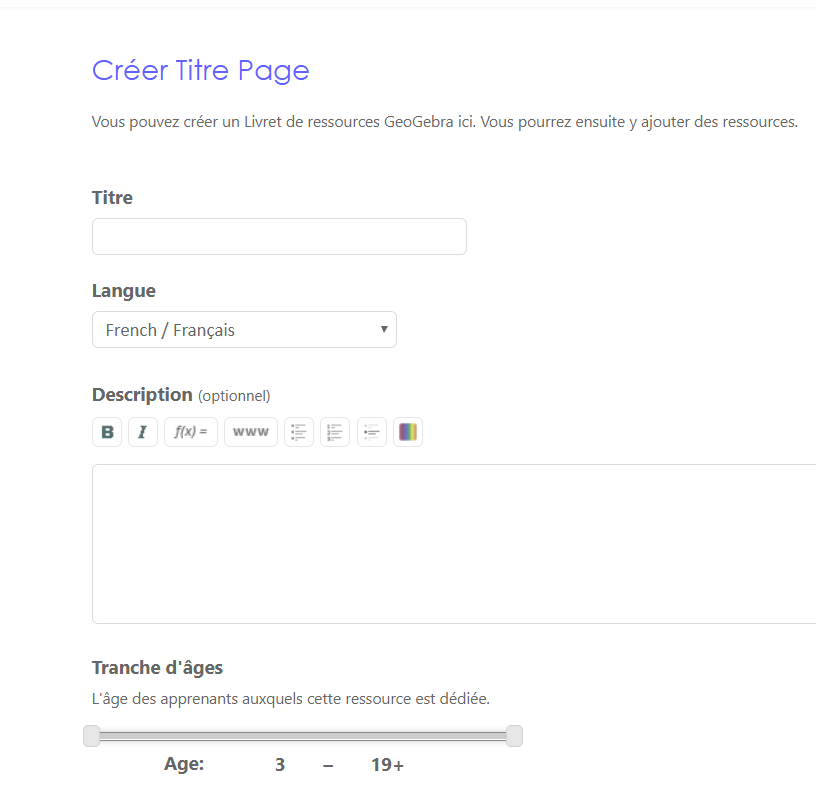 Créer Titre Page
Vous pouvez créer un Livret de ressources GeoGebra ici. Vous pourrez ensuite y ajouter des ressources.
Titre
Langue
French / Français
Description (optionnel)
B I f(x) = www
Tranche d'âges
L'âge des apprenants auxquels cette ressource est dédiée.
Age: 3 – 19+